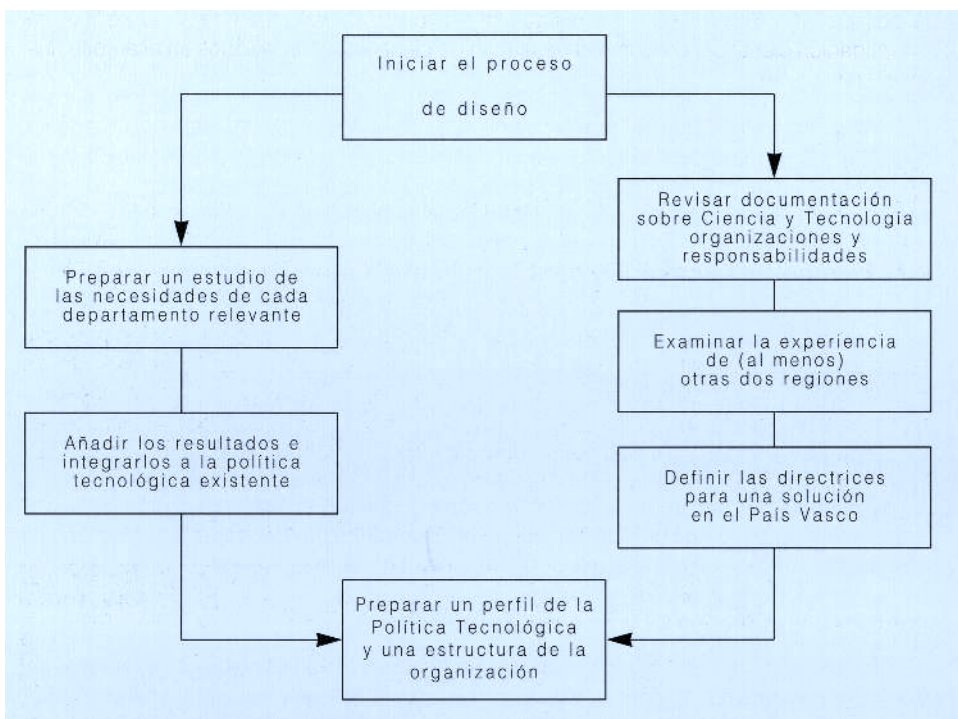 Iniciar el proceso
de diseño
Revisar documentación
sobre Ciencia y Tecnología
organizaciones y
responsabilidades
Preparar un estudio de
las necesidades de cada
departamento relevante
Examinar la experiencia
de (al menos)
otras dos regiones
Añadir los resultados e
integrarlos a la política
tecnológica existente
Definir las directrices
para una solución
en el País Vasco
Preparar un perfil de la
Política Tecnológica
y una estructura de la
organización